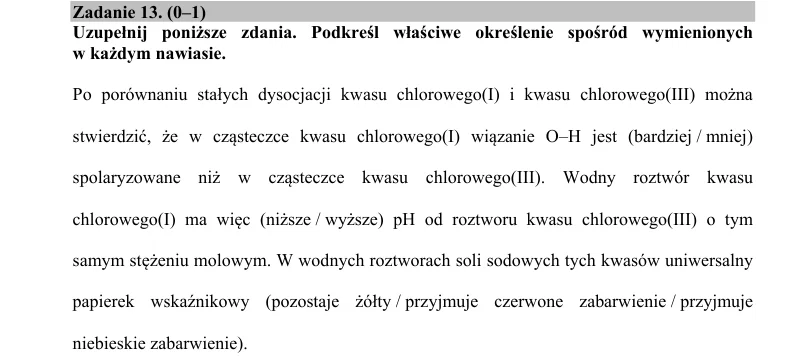 Zadanie 13. (0–1)
Uzupełnij poniższe zdania. Podkreśl właściwe określenie spośród wymienionych
w każdym nawiasie.
Po porównaniu stałych dysocjacji kwasu chlorowego(I) i kwasu chlorowego(III) można
stwierdzić, że w cząsteczce kwasu chlorowego(I) wiązanie O–H jest (bardziej / mniej)
spolaryzowane niż w cząsteczce kwasu chlorowego(III). Wodny roztwór kwasu
chlorowego(I) ma więc (niższe / wyższe) pH od roztworu kwasu chlorowego(III) o tym
samym stężeniu molowym. W wodnych roztworach soli sodowych tych kwasów uniwersalny
papierek wskaźnikowy (pozostaje żółty / przyjmuje czerwone zabarwienie / przyjmuje
niebieskie zabarwienie).